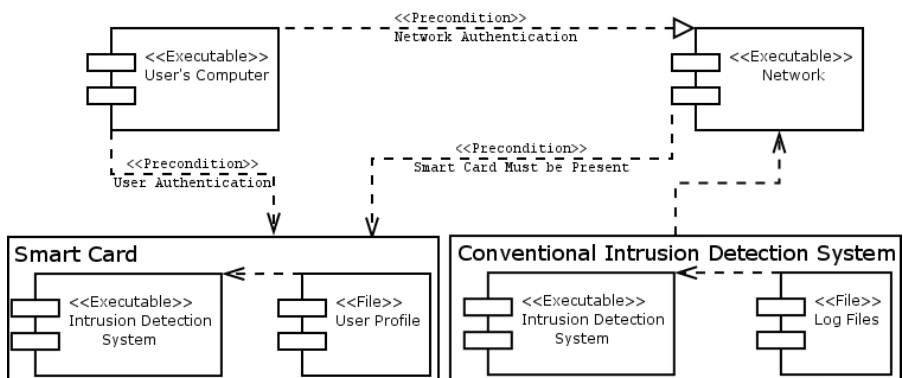 <<Precondition>>
Network Authentication
<<Executable>>
User's Computer
<<Executable>>
Network
<<Precondition>>
User Authentication
<<Precondition>>
Smart Card Must be Present
Smart Card
<<Executable>>
Intrusion Detection
System
<<File>>
User Profile
Conventional Intrusion Detection System
<<Executable>>
Intrusion Detection
System
<<File>>
Log Files